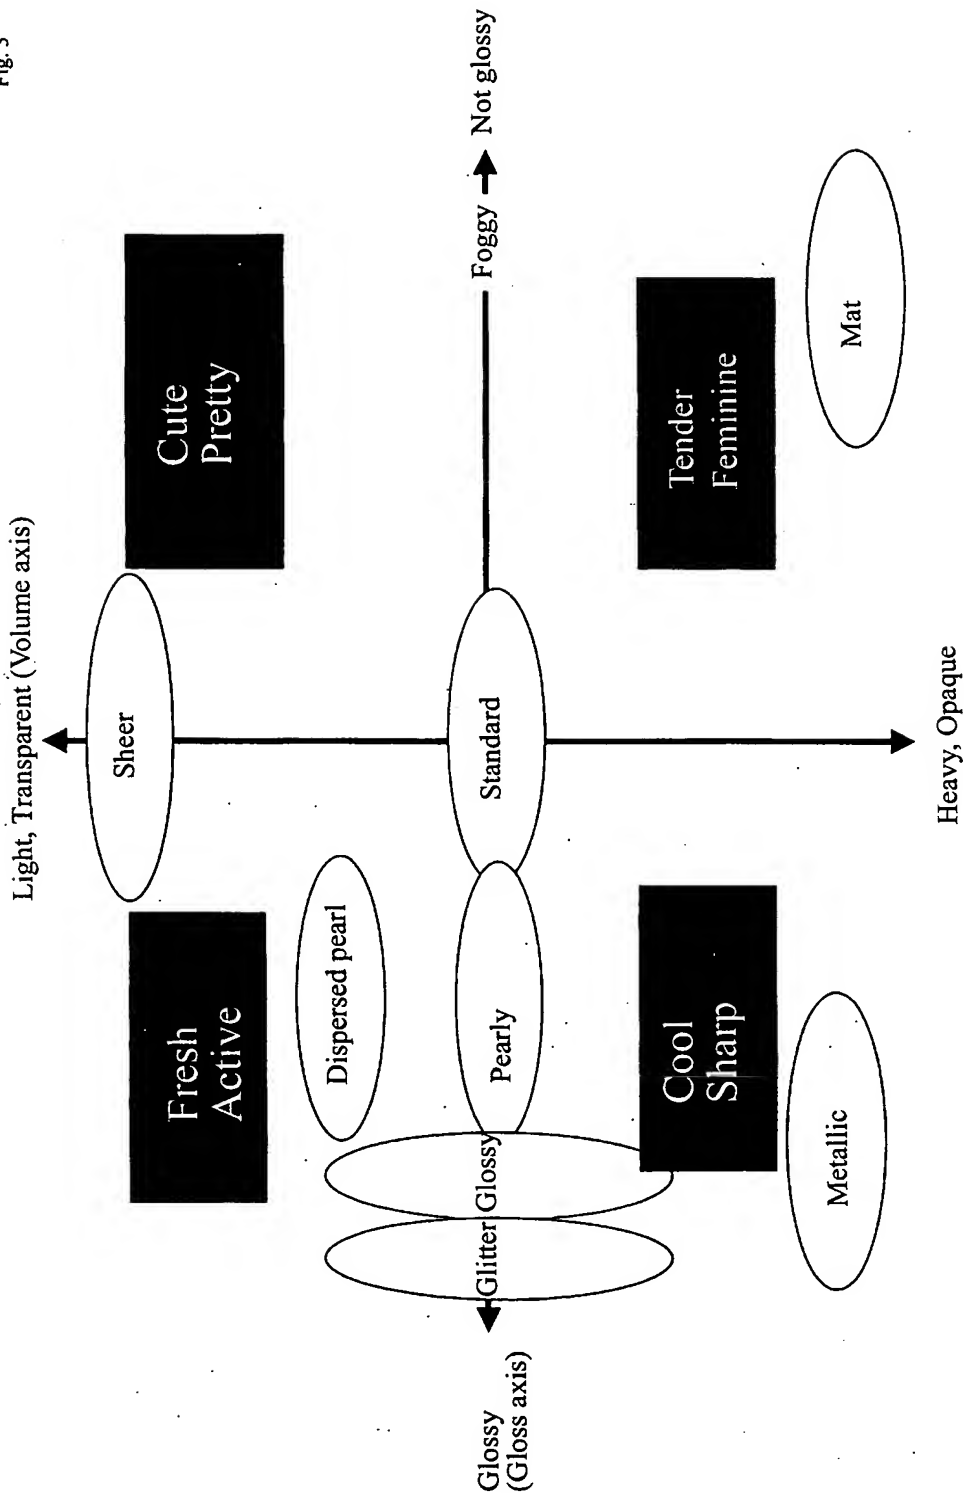 Fig. 3
Light, Transparent (Volume axis)
Sheer
Fresh
Active
Cute
Pretty
Dispersed pearl
Glossy
(Gloss axis)
Glitter
Glossy
Pearly
Standard
Foggy
Not glossy
Cool
Sharp
Tender
Feminine
Metallic
Mat
Heavy, Opaque